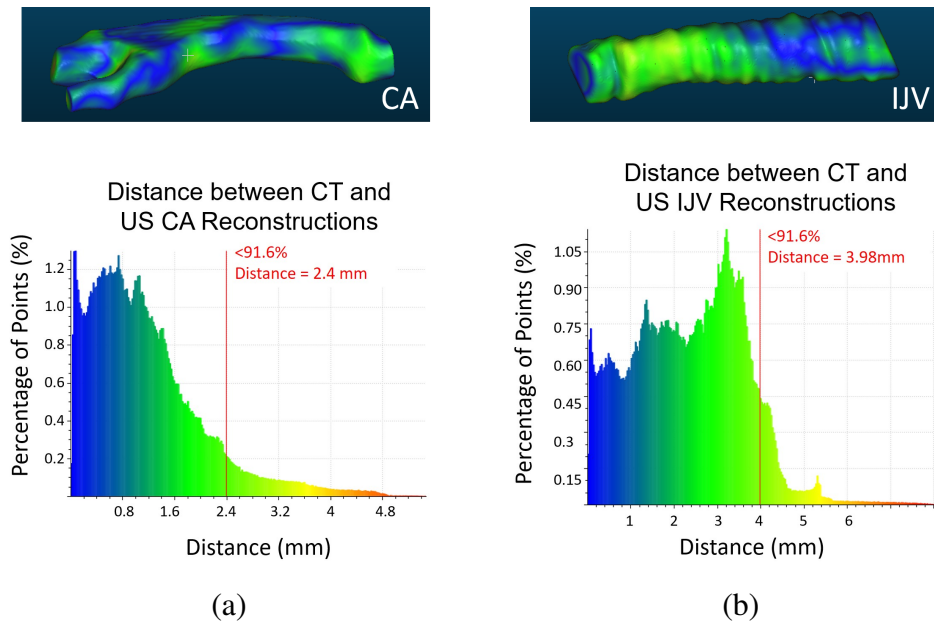 CA
IJV
Distance between CT and
US CA Reconstructions
<91.6%
Distance = 2.4 mm
Percentage of Points (%)
1.2
1.0
0.8
0.6
0.4
0.2
0.8 1.6 2.4 3.2 4 4.8
Distance (mm)
(a)
Distance between CT and
US IJV Reconstructions
<91.6%
Distance = 3.98mm
Percentage of Points (%)
1.05
0.90
0.75
0.60
0.45
0.3
0.15
1 2 3 4 5 6
Distance (mm)
(b)